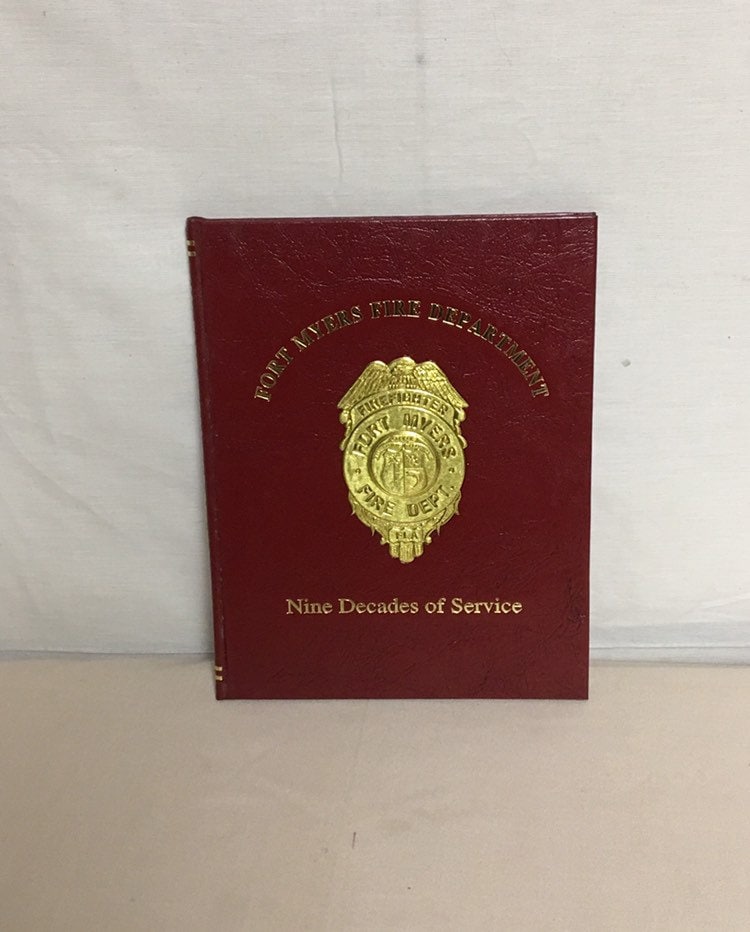 FORT MYERS FIRE DEPARTMENT
FIREFIGHTER
FORT MYERS
FIRE DEPT.
FLA
Nine Decades of Service